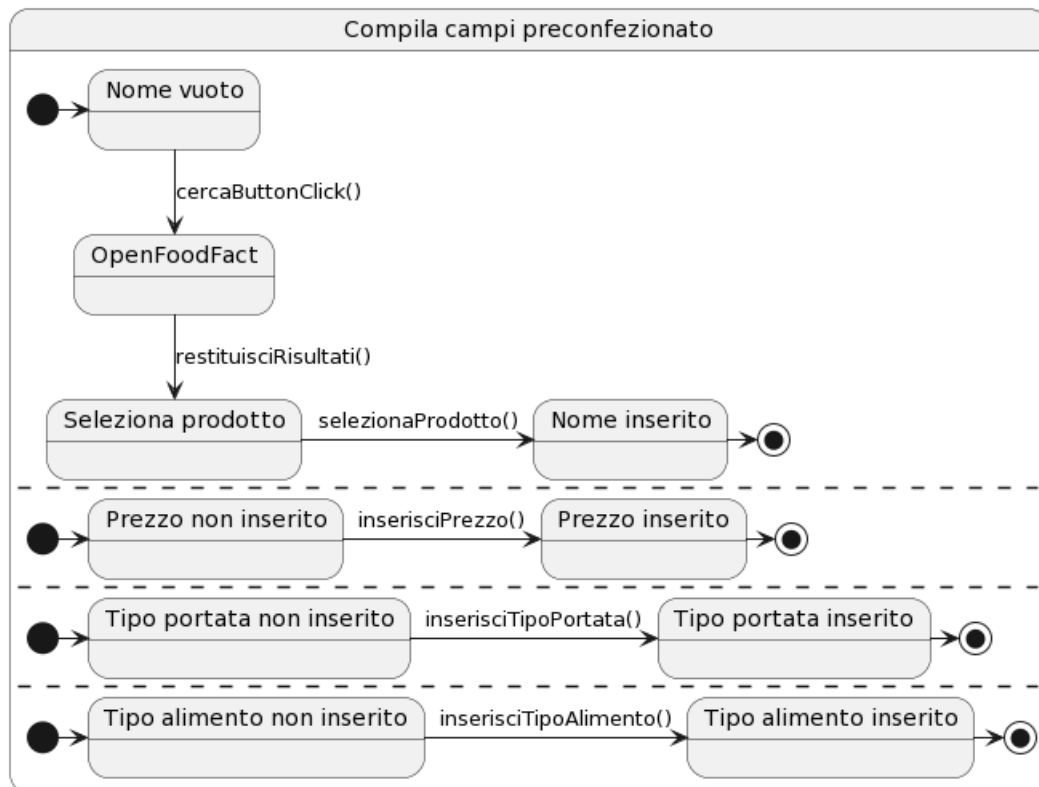 Compila campi preconfezionato
Nome vuoto
cercaButtonClick()
OpenFoodFact
restituisciRisultati()
Seleziona prodotto
selezionaProdotto()
Nome inserito
Prezzo non inserito
inserisciPrezzo()
Prezzo inserito
Tipo portata non inserito
inserisciTipoPortata()
Tipo portata inserito
Tipo alimento non inserito
inserisciTipoAlimento()
Tipo alimento inserito